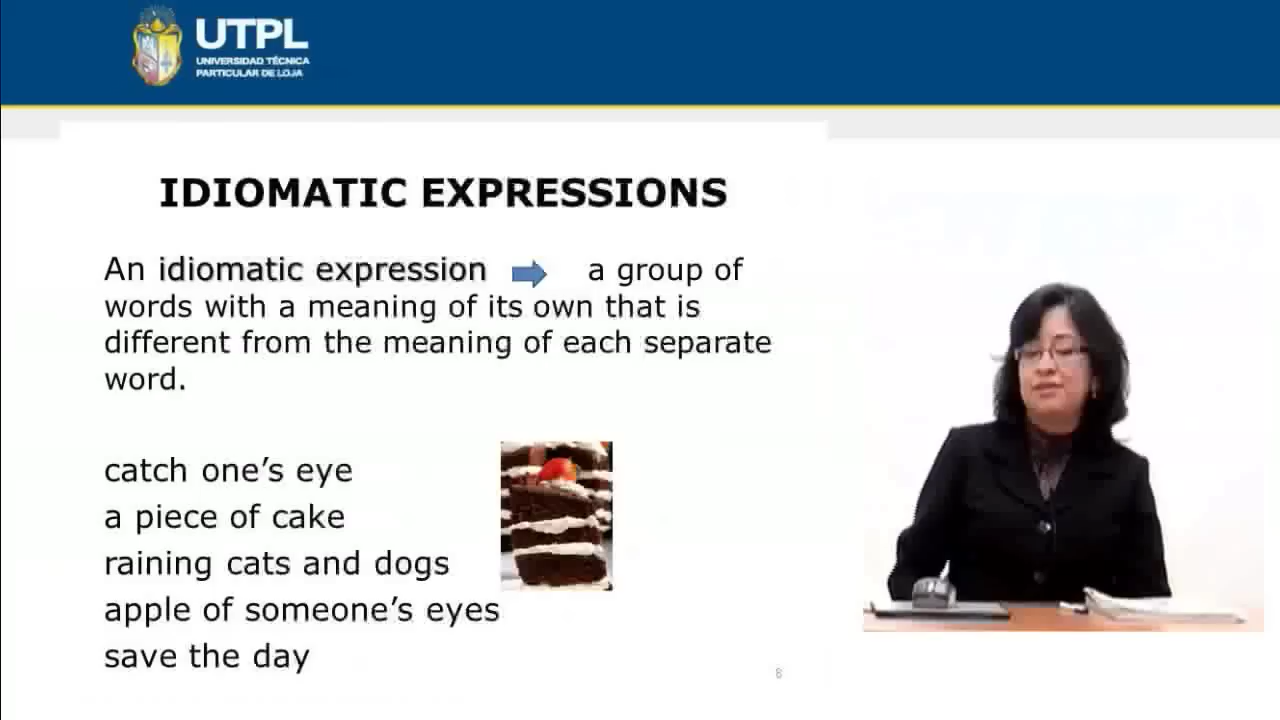 UTPL
UNIVERSIDAD TÉCNICA
PARTICULAR DE LOJA
IDIOMATIC EXPRESSIONS
An idiomatic expression a group of
words with a meaning of its own that is
different from the meaning of each separate
word.
catch one’s eye
a piece of cake
raining cats and dogs
apple of someone’s eyes
save the day
8